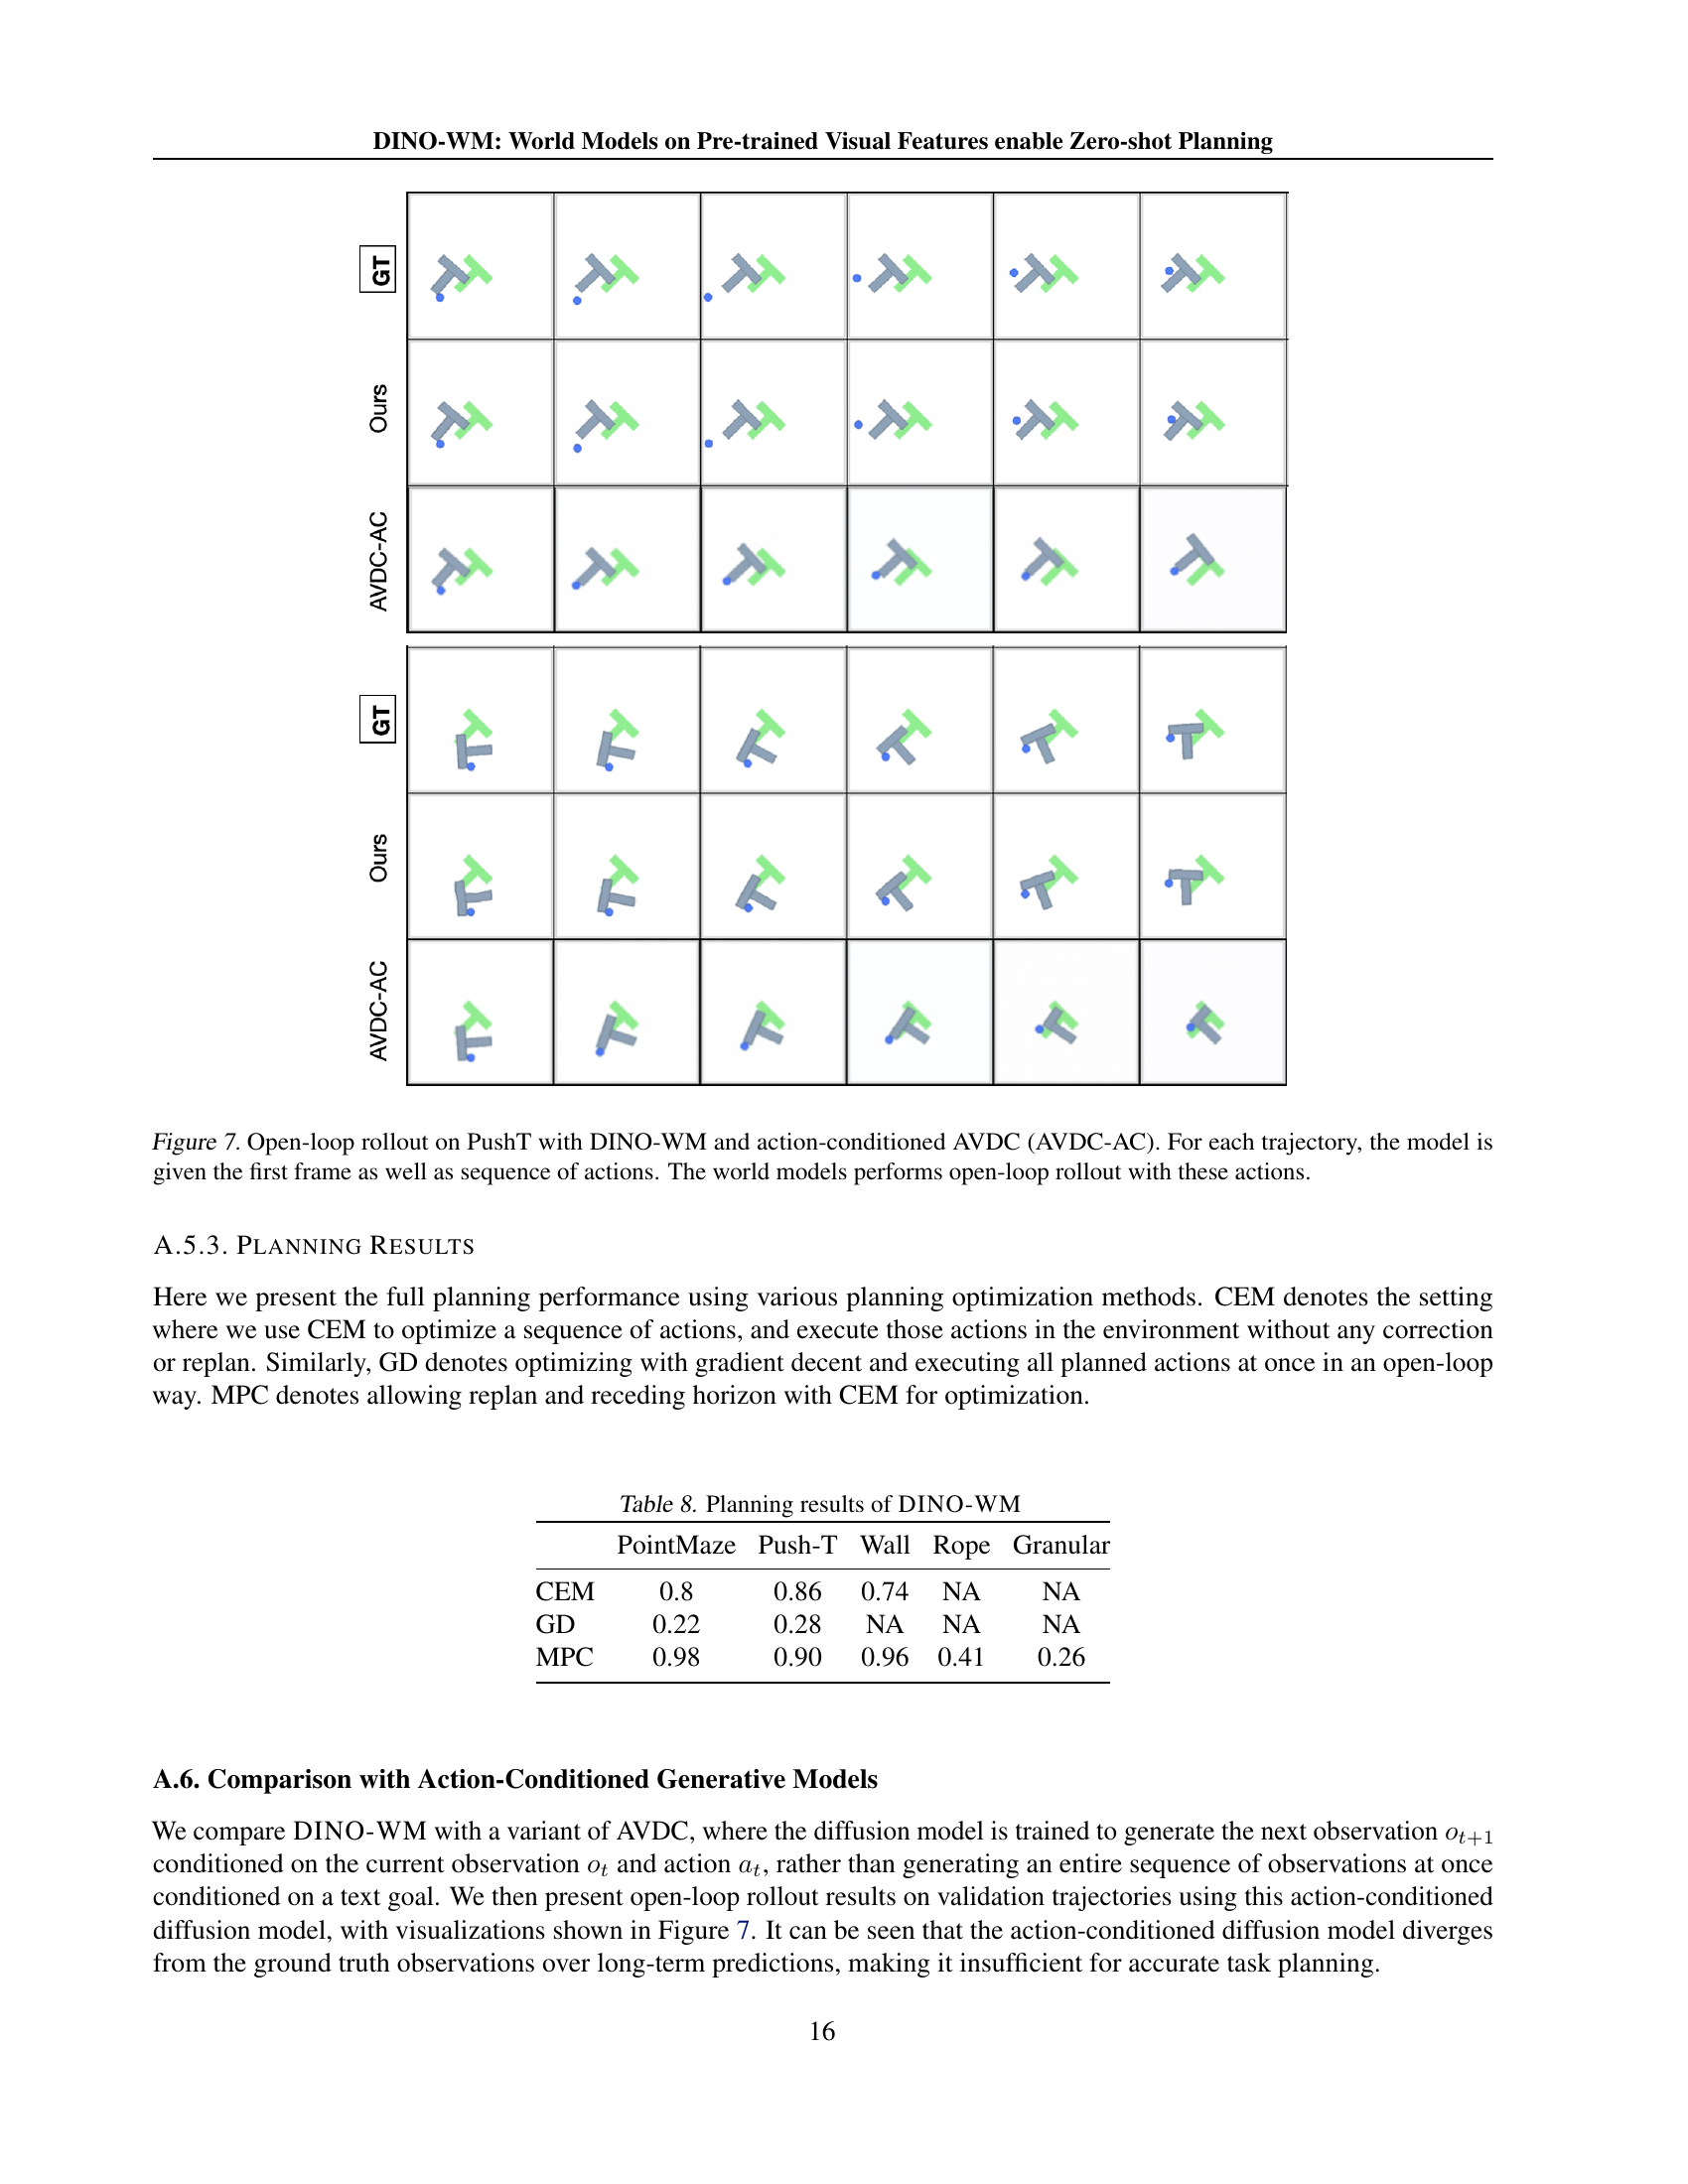 DINO-WM: World Models on Pre-trained Visual Features enable Zero-shot Planning
GT
Ours
AVDC-AC
GT
Ours
AVDC-AC
Figure 7. Open-loop rollout on PushT with DINO-WM and action-conditioned AVDC (AVDC-AC). For each trajectory, the model is
given the first frame as well as sequence of actions. The world models performs open-loop rollout with these actions.
A.5.3. PLANNING RESULTS
Here we present the full planning performance using various planning optimization methods. CEM denotes the setting
where we use CEM to optimize a sequence of actions, and execute those actions in the environment without any correction
or replan. Similarly, GD denotes optimizing with gradient decent and executing all planned actions at once in an open-loop
way. MPC denotes allowing replan and receding horizon with CEM for optimization.
Table 8. Planning results of DINO-WM
PointMaze Push-T Wall Rope Granular
CEM 0.8 0.86 0.74 NA NA
GD 0.22 0.28 NA NA NA
MPC 0.98 0.90 0.96 0.41 0.26
A.6. Comparison with Action-Conditioned Generative Models
We compare DINO-WM with a variant of AVDC, where the diffusion model is trained to generate the next observation oₜ₊₁
conditioned on the current observation oₜ and action aₜ, rather than generating an entire sequence of observations at once
conditioned on a text goal. We then present open-loop rollout results on validation trajectories using this action-conditioned
diffusion model, with visualizations shown in Figure 7. It can be seen that the action-conditioned diffusion model diverges
from the ground truth observations over long-term predictions, making it insufficient for accurate task planning.
16